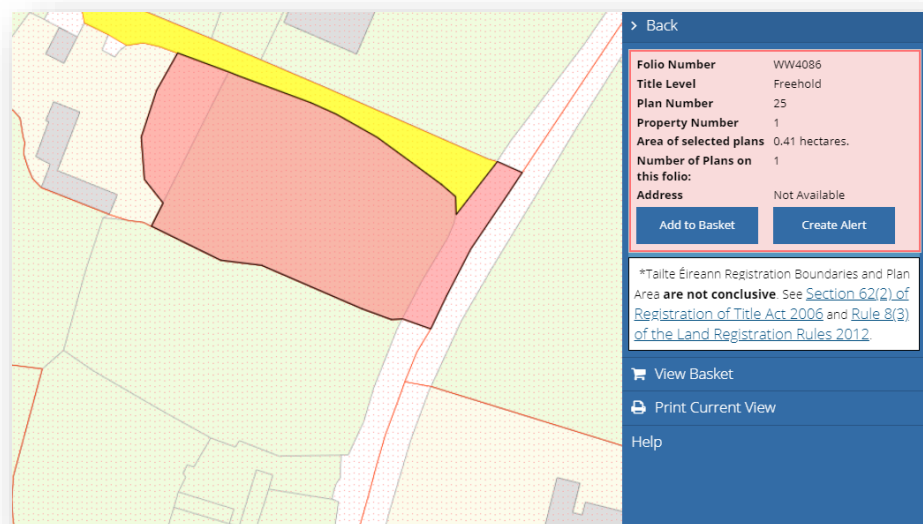 Back
Folio Number WW4086
Title Level Freehold
Plan Number 25
Property Number 1
Area of selected plans 0.41 hectares.
Number of Plans on 1
this folio:
Address Not Available
Add to Basket Create Alert
*Tailte Éireann Registration Boundaries and Plan
Area are not conclusive. See Section 62(2) of
Registration of Title Act 2006 and Rule 8(3)
of the Land Registration Rules 2012.
View Basket
Print Current View
Help